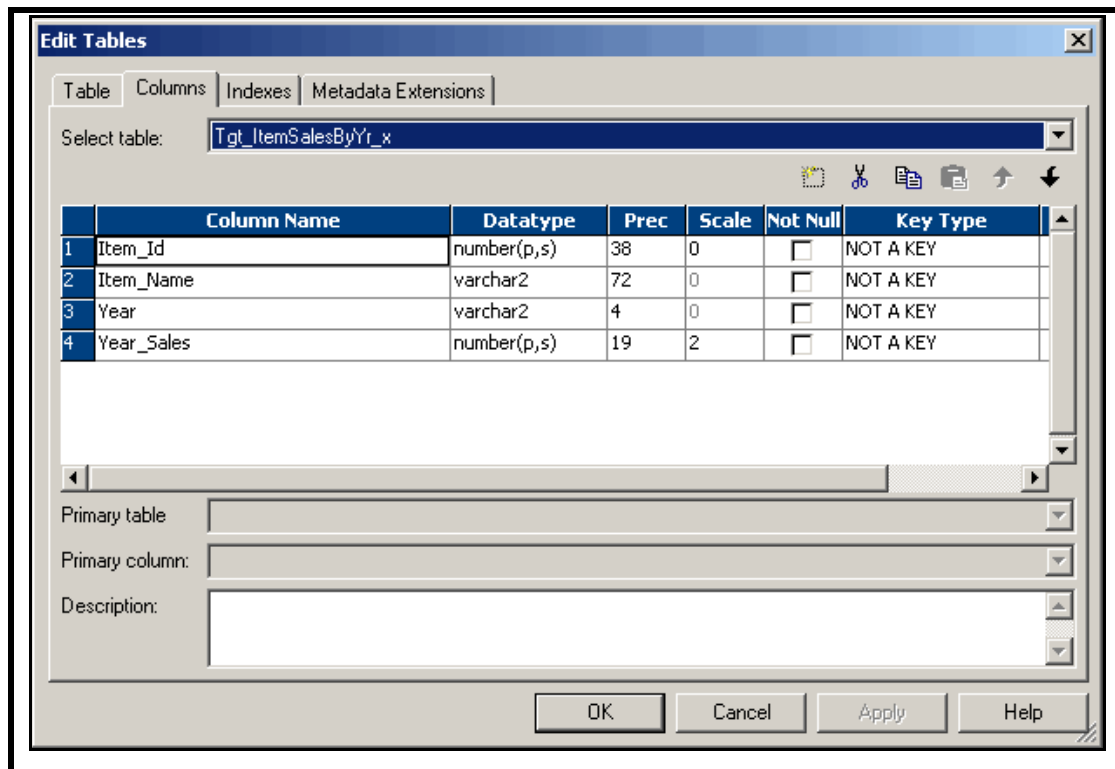 Edit Tables
Table Columns Indexes Metadata Extensions
Select table: Tgt_ItemSalesByYr_x
Column Name Datatype Prec Scale Not Null Key Type
1 Item_Id number(p,s) 38 0 NOT A KEY
2 Item_Name varchar2 72 0 NOT A KEY
3 Year varchar2 4 0 NOT A KEY
4 Year_Sales number(p,s) 19 2 NOT A KEY
Primary table
Primary column:
Description:
OK Cancel Apply Help